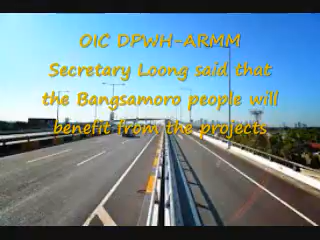 OIC DPWH-ARMM
Secretary Loong said that
the Bangsamoro people will
benefit from the projects